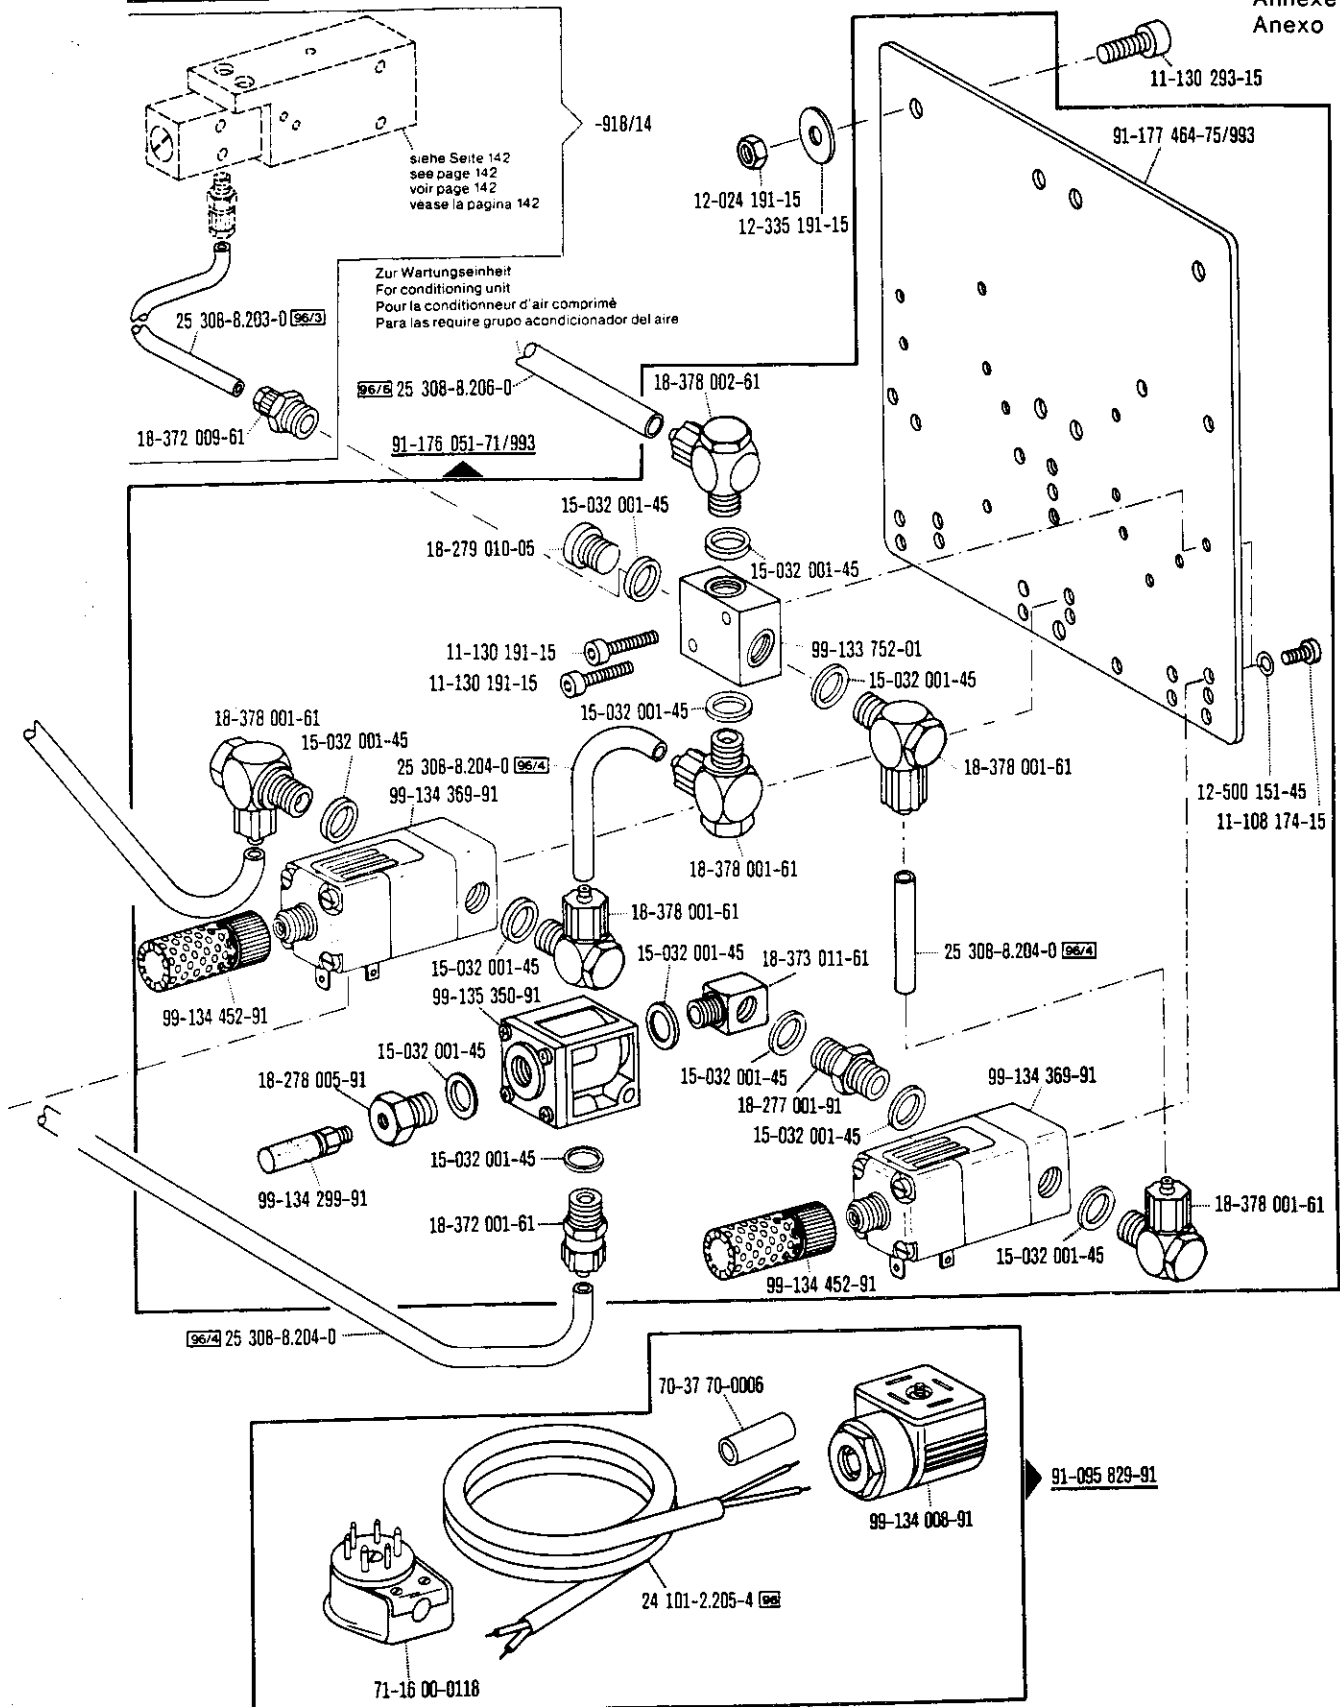 Annexe
Anexo
11-130 293-15
-918/14
91-177 464-75/993
siehe Seite 142
see page 142
voir page 142
véase la pagina 142
12-024 191-15
12-335 191-15
Zur Wartungseinheit
For conditioning unit
Pour la conditionneur d'air comprimé
Para las require grupo acondicionador del aire
25 308-8.203-0 96/3
96/6 25 308-8.206-0
18-378 002-61
18-372 009-61
91-176 051-71/993
15-032 001-45
18-279 010-05
15-032 001-45
11-130 191-15
99-133 752-01
11-130 191-15
15-032 001-45
15-032 001-45
18-378 001-61
15-032 001-45
25 308-8.204-0 96/4
18-378 001-61
99-134 369-91
12-500 151-45
11-108 174-15
18-378 001-61
18-378 001-61
15-032 001-45
15-032 001-45
18-373 011-61
25 308-8.204-0 96/4
99-135 350-91
99-134 452-91
15-032 001-45
18-278 005-91
15-032 001-45
99-134 369-91
18-277 001-91
15-032 001-45
15-032 001-45
99-134 299-91
18-372 001-61
18-378 001-61
15-032 001-45
99-134 452-91
96/4 25 308-8.204-0
70-37 70-0006
91-095 829-91
99-134 008-91
24 101-2.205-4 96
71-16 00-0118